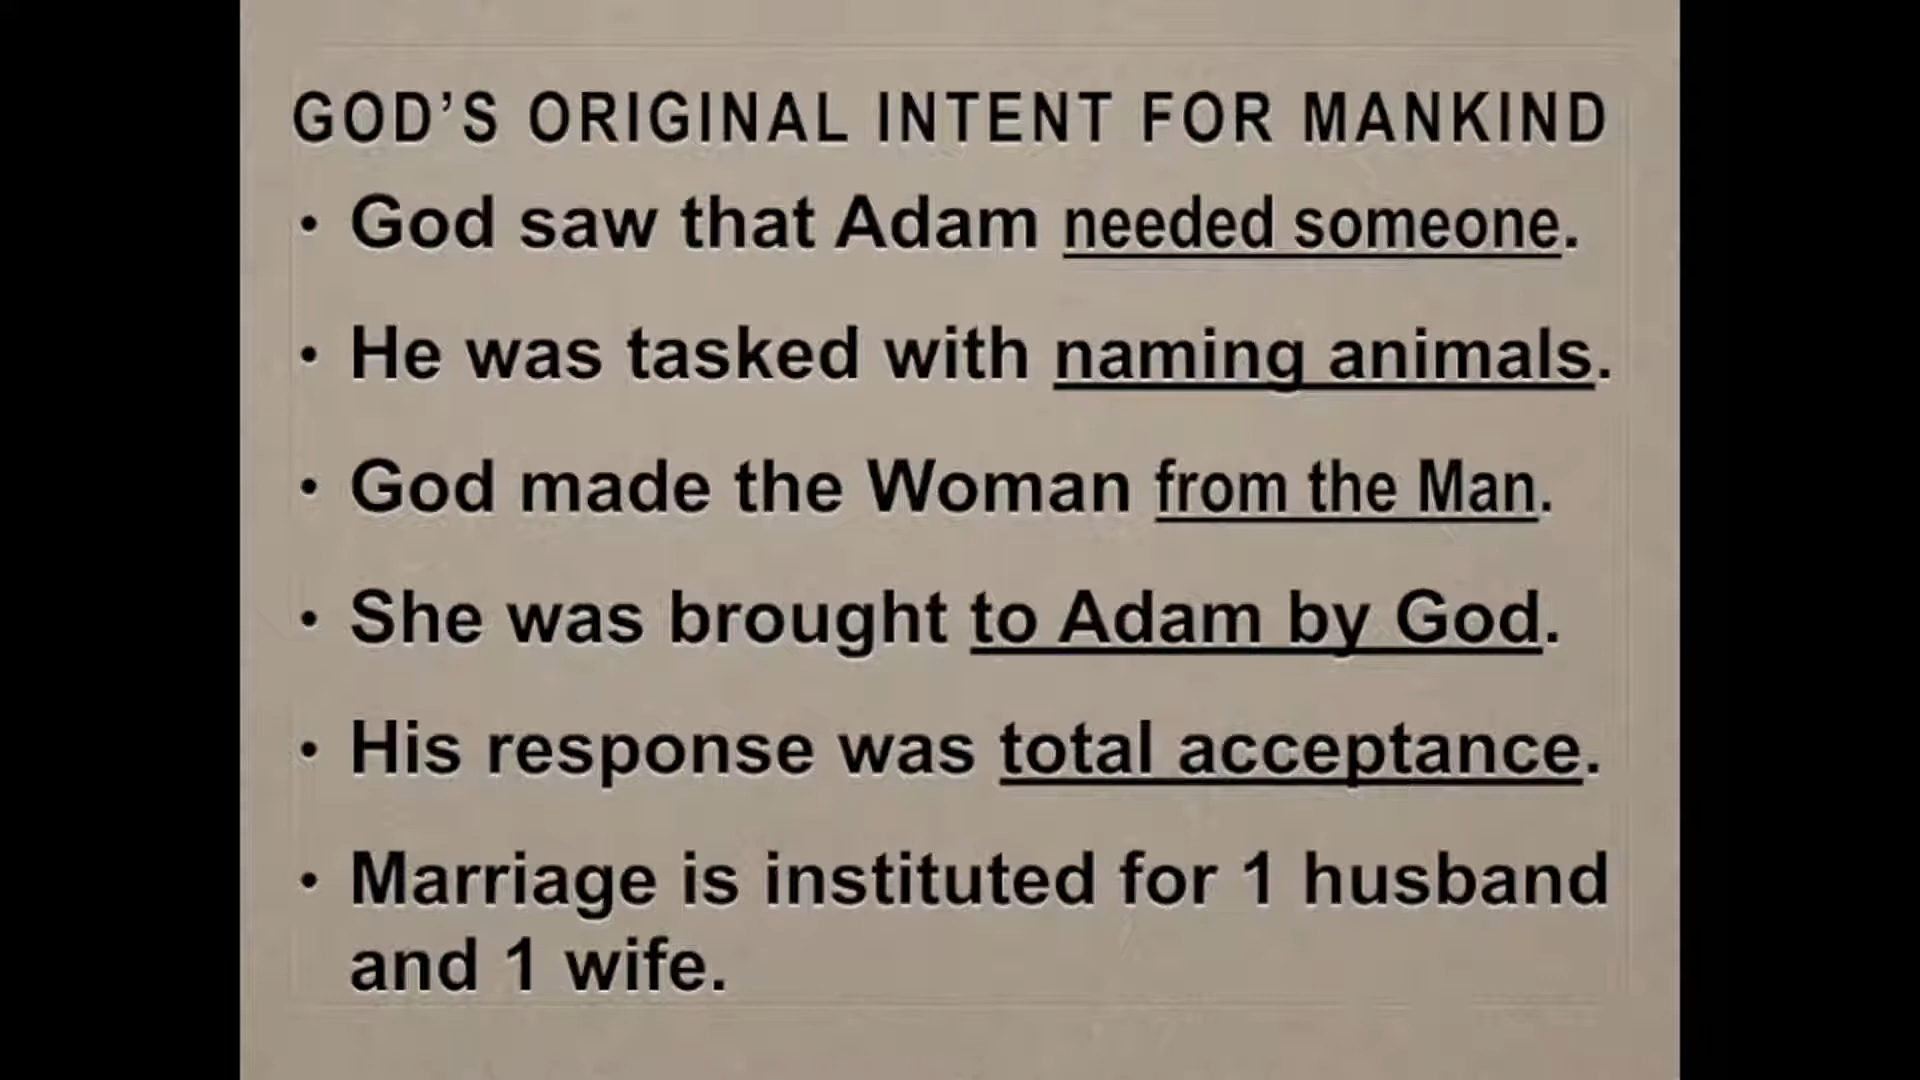 GOD'S ORIGINAL INTENT FOR MANKIND
• God saw that Adam needed someone.
• He was tasked with naming animals.
• God made the Woman from the Man.
• She was brought to Adam by God.
• His response was total acceptance.
• Marriage is instituted for 1 husband
and 1 wife.